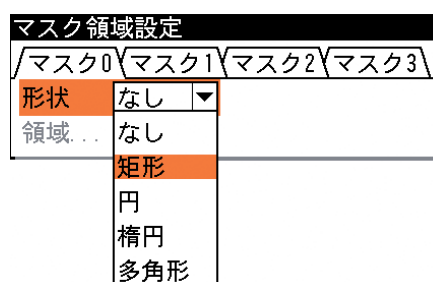 マスク領域設定
マスク0 マスク1 マスク2 マスク3
形状 なし
領域... なし
矩形
円
楕円
多角形